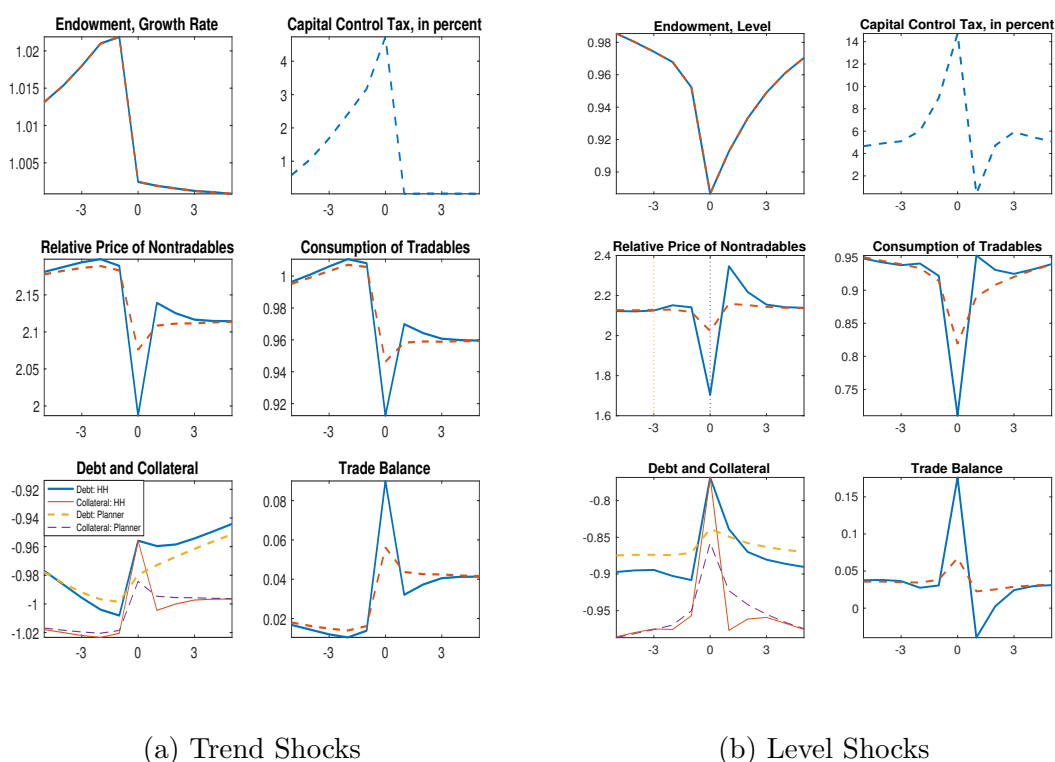 Endowment, Growth Rate
1.02
1.015
1.01
1.005
-3 0 3
Capital Control Tax, in percent
4
3
2
1
-3 0 3
Relative Price of Nontradables
2.15
2.1
2.05
2
-3 0 3
Consumption of Tradables
1
0.98
0.96
0.94
0.92
-3 0 3
Debt and Collateral
-0.92
-0.94
-0.96
-0.98
-1
-1.02
Debt: HH
Collateral: HH
Debt: Planner
Collateral: Planner
-3 0 3
Trade Balance
0.08
0.06
0.04
0.02
-3 0 3
(a) Trend Shocks
Endowment, Level
0.98
0.96
0.94
0.92
0.9
-3 0 3
Capital Control Tax, in percent
14
12
10
8
6
4
2
-3 0 3
Relative Price of Nontradables
2.4
2.2
2
1.8
1.6
-3 0 3
Consumption of Tradables
0.95
0.9
0.85
0.8
0.75
-3 0 3
Debt and Collateral
-0.8
-0.85
-0.9
-0.95
-3 0 3
Trade Balance
0.15
0.1
0.05
0
-3 0 3
(b) Level Shocks